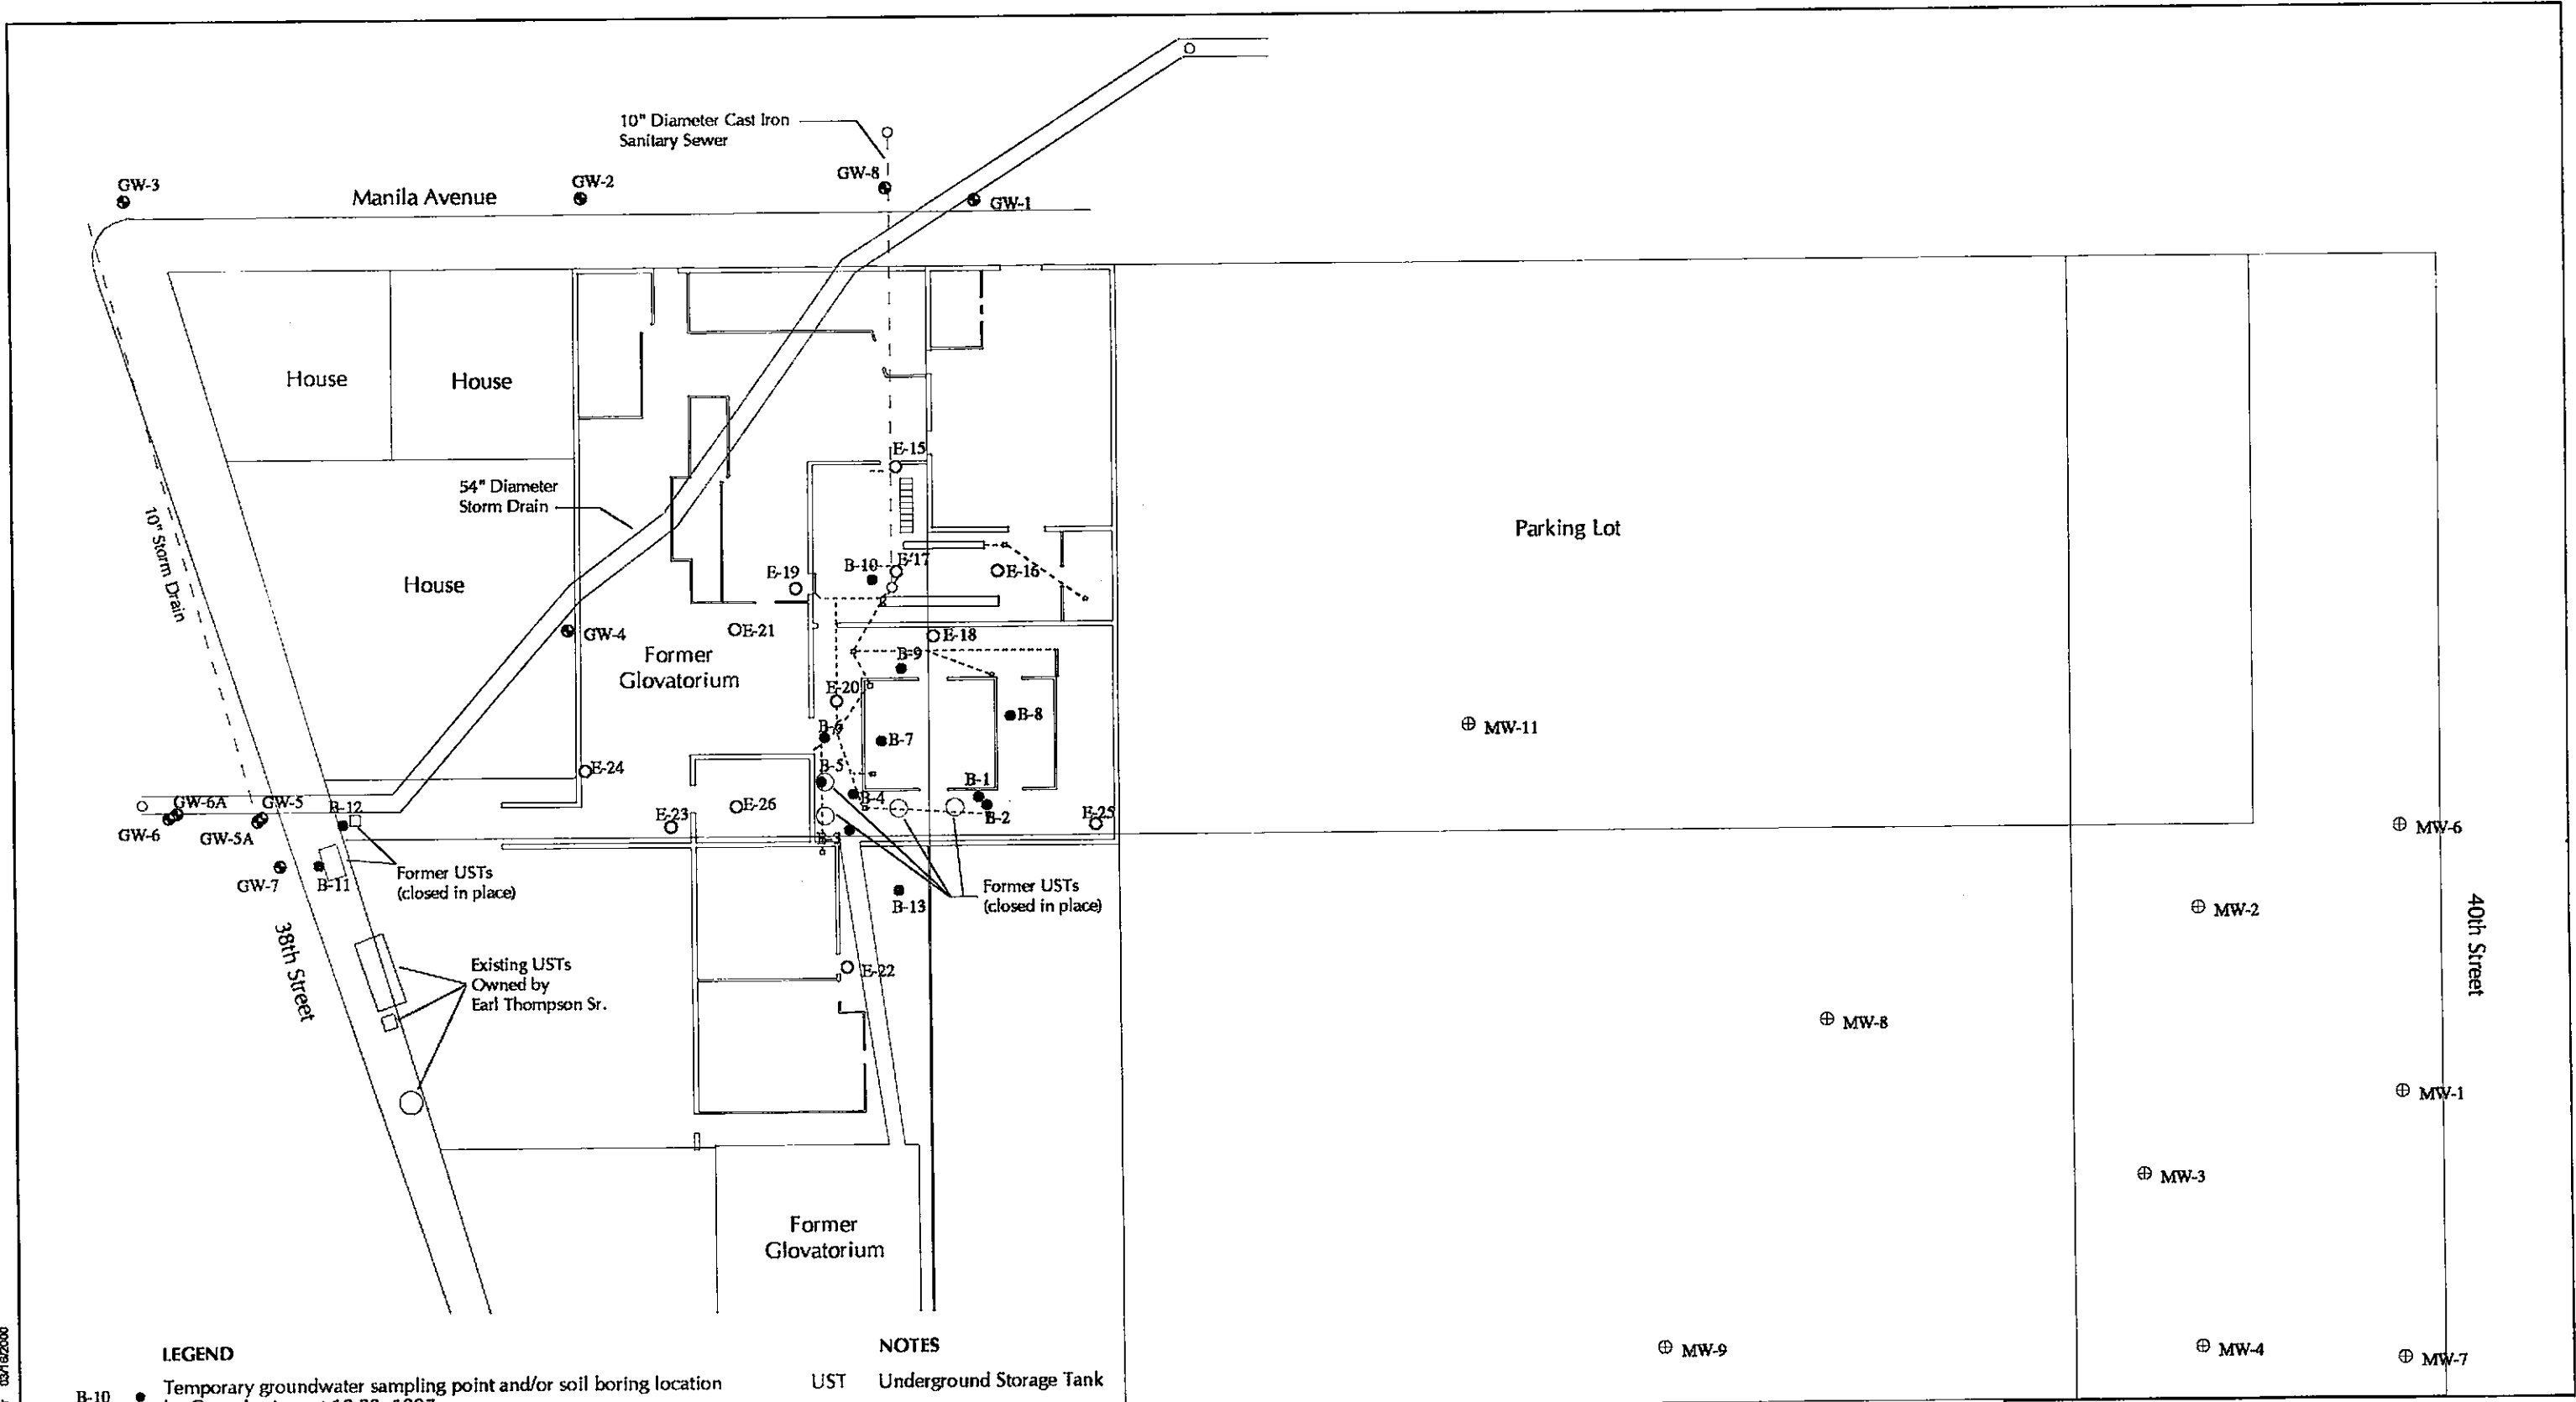 10" Diameter Cast Iron
Sanitary Sewer
GW-3
Manila Avenue
GW-2
GW-8
GW-1
House
House
E-15
54" Diameter
Storm Drain
10" Storm Drain
Parking Lot
House
E-19
B-10
E-17
E-16
GW-4
E-21
E-18
Former
Glovatorium
B-9
E-20
B-8
B-6
B-7
MW-11
E-24
B-5
B-1
GW-6A
GW-5
B-12
E-23
E-26
B-4
B-2
E-25
GW-6
GW-5A
B-3
MW-6
GW-7
B-11
Former USTs
(closed in place)
B-13
Former USTs
(closed in place)
MW-2
40th Street
38th Street
Existing USTs
Owned by
Earl Thompson Sr.
E-22
MW-8
MW-1
MW-3
Former
Glovatorium
MW-9
MW-4
MW-7
03/16/2000
LEGEND
NOTES
B-10
Temporary groundwater sampling point and/or soil boring location
UST
Underground Storage Tank